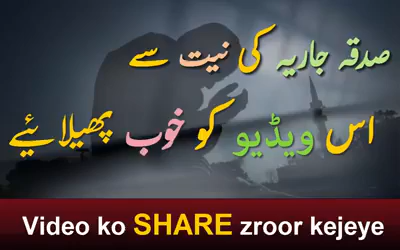 صدقہ جاریہ کی نیت سے
اس ویڈیو کو خوب پھیلائیے
Video ko SHARE zroor kejeye